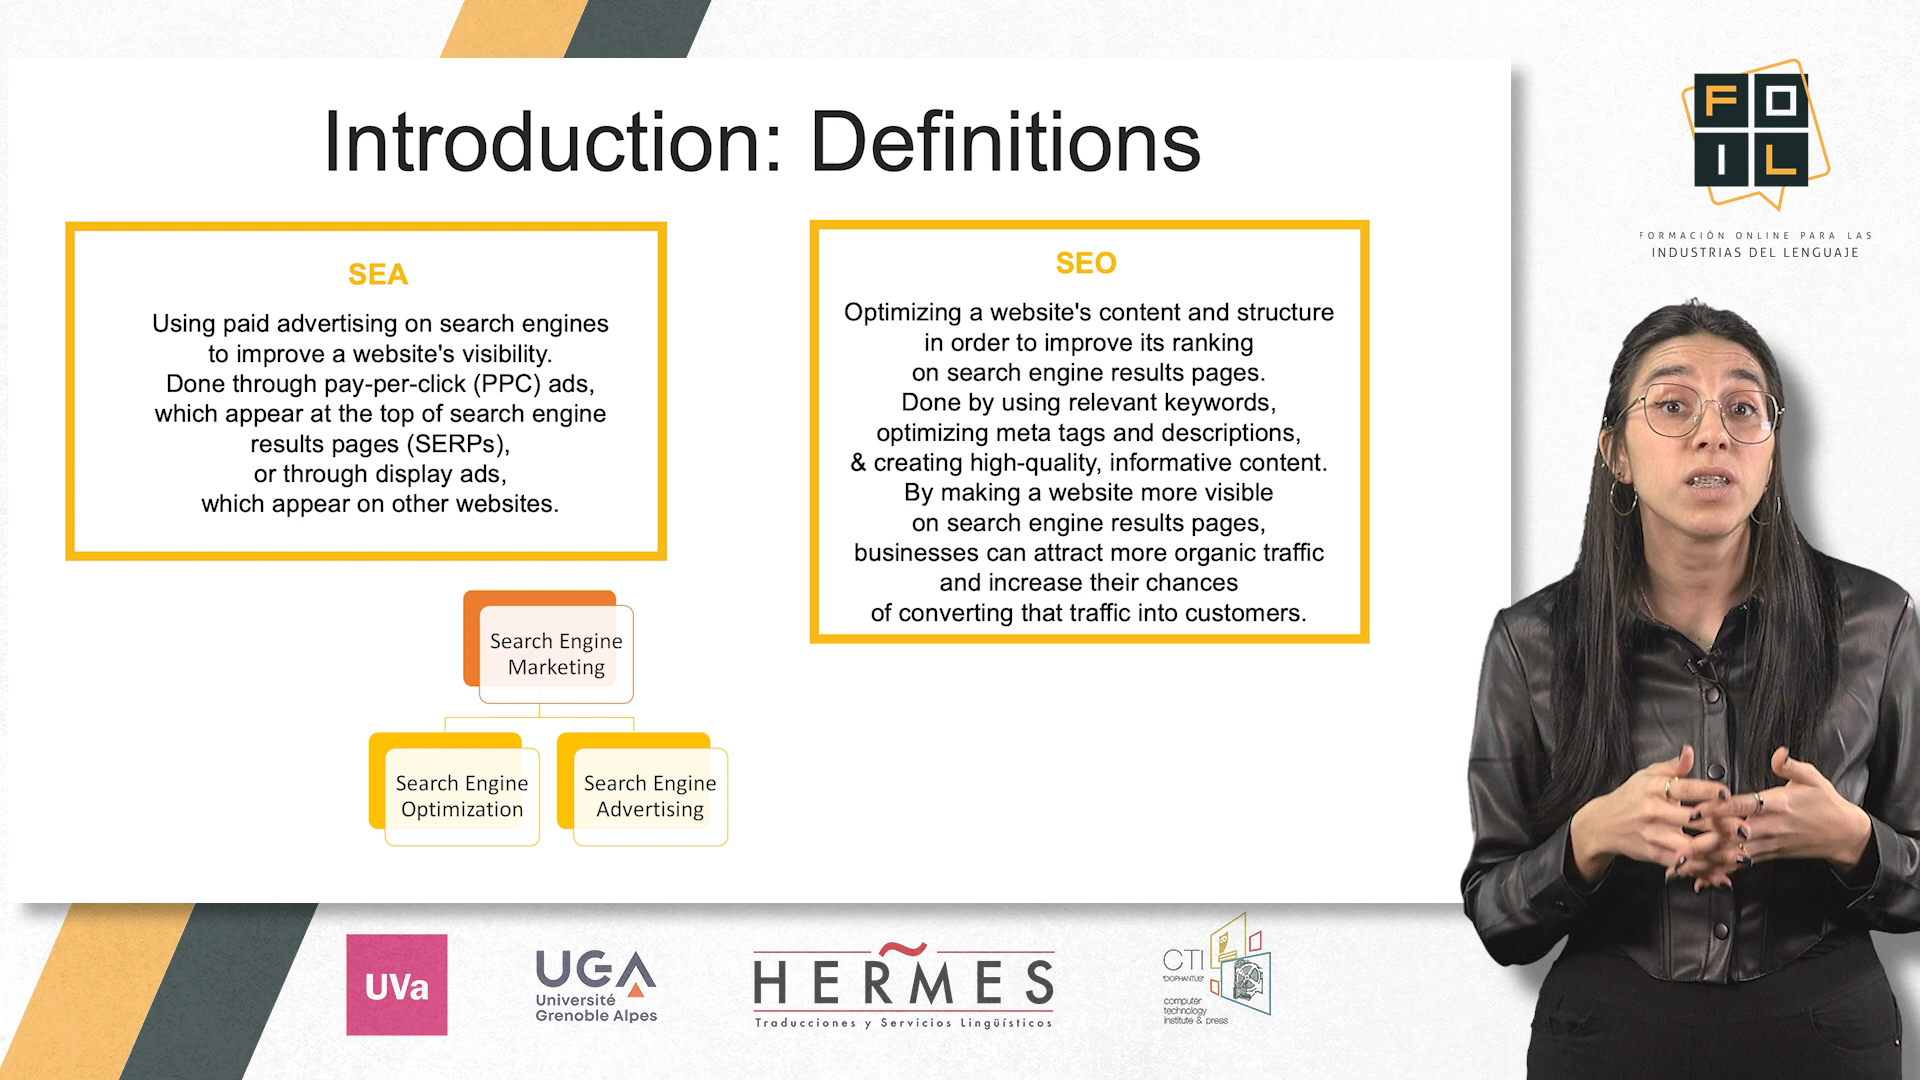 Introduction: Definitions
SEA
Using paid advertising on search engines
to improve a website's visibility.
Done through pay-per-click (PPC) ads,
which appear at the top of search engine
results pages (SERPs),
or through display ads,
which appear on other websites.
SEO
Optimizing a website's content and structure
in order to improve its ranking
on search engine results pages.
Done by using relevant keywords,
optimizing meta tags and descriptions,
& creating high-quality, informative content.
By making a website more visible
on search engine results pages,
businesses can attract more organic traffic
and increase their chances
of converting that traffic into customers.
Search Engine
Marketing
Search Engine
Optimization
Search Engine
Advertising
FO
IL
FORMACIÓN ONLINE PARA LAS
INDUSTRIAS DEL LENGUAJE
UVa
UGA
Université
Grenoble Alpes
HERMES
Traducciones y Servicios Lingüísticos
CTI
"DIOPHANTUS"
computer
technology
institute & press